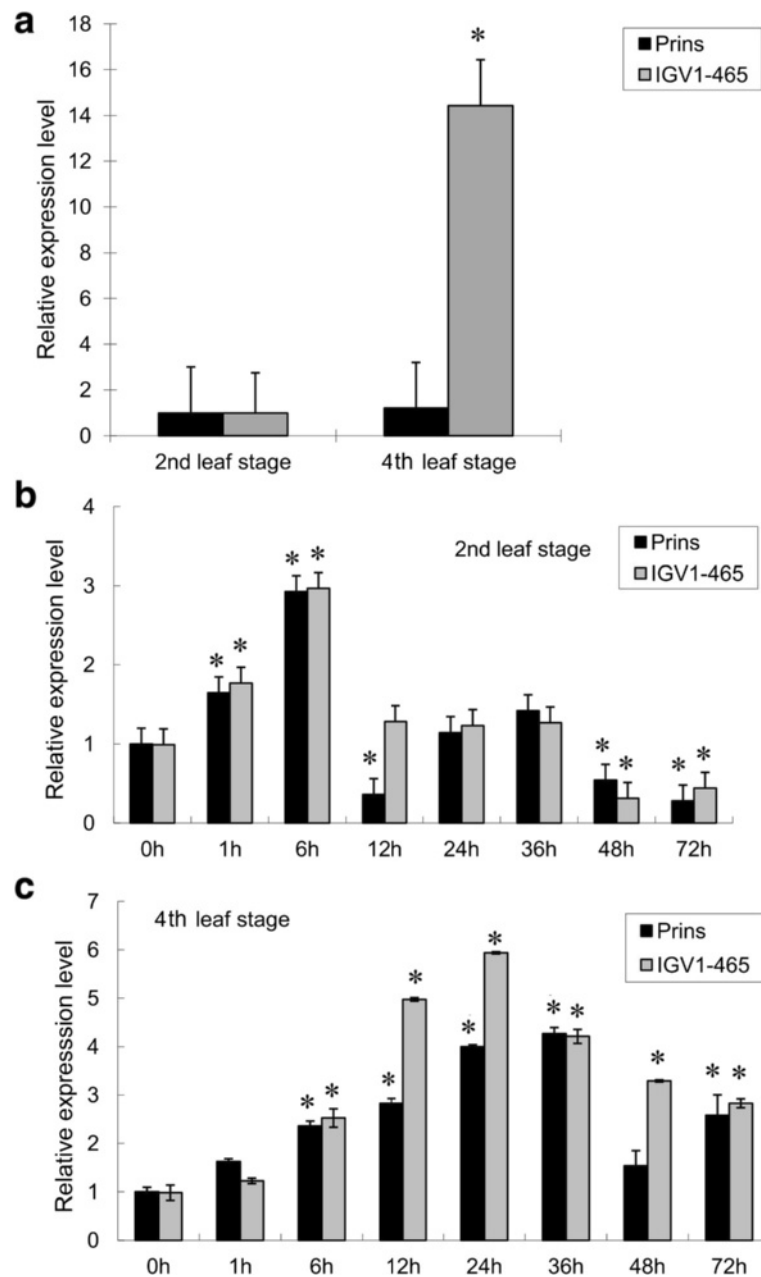 a
18
16
14
12
10
8
6
4
2
0
Relative expression level
*
Prins
IGV1-465
2nd leaf stage 4th leaf stage
b
4
3
2
1
0
Relative expression level
2nd leaf stage
Prins
IGV1-465
* * * * * * * * *
0h 1h 6h 12h 24h 36h 48h 72h
c
7
6
5
4
3
2
1
0
Relative expresssion level
4th leaf stage
Prins
IGV1-465
* * * * * * * * * * *
0h 1h 6h 12h 24h 36h 48h 72h